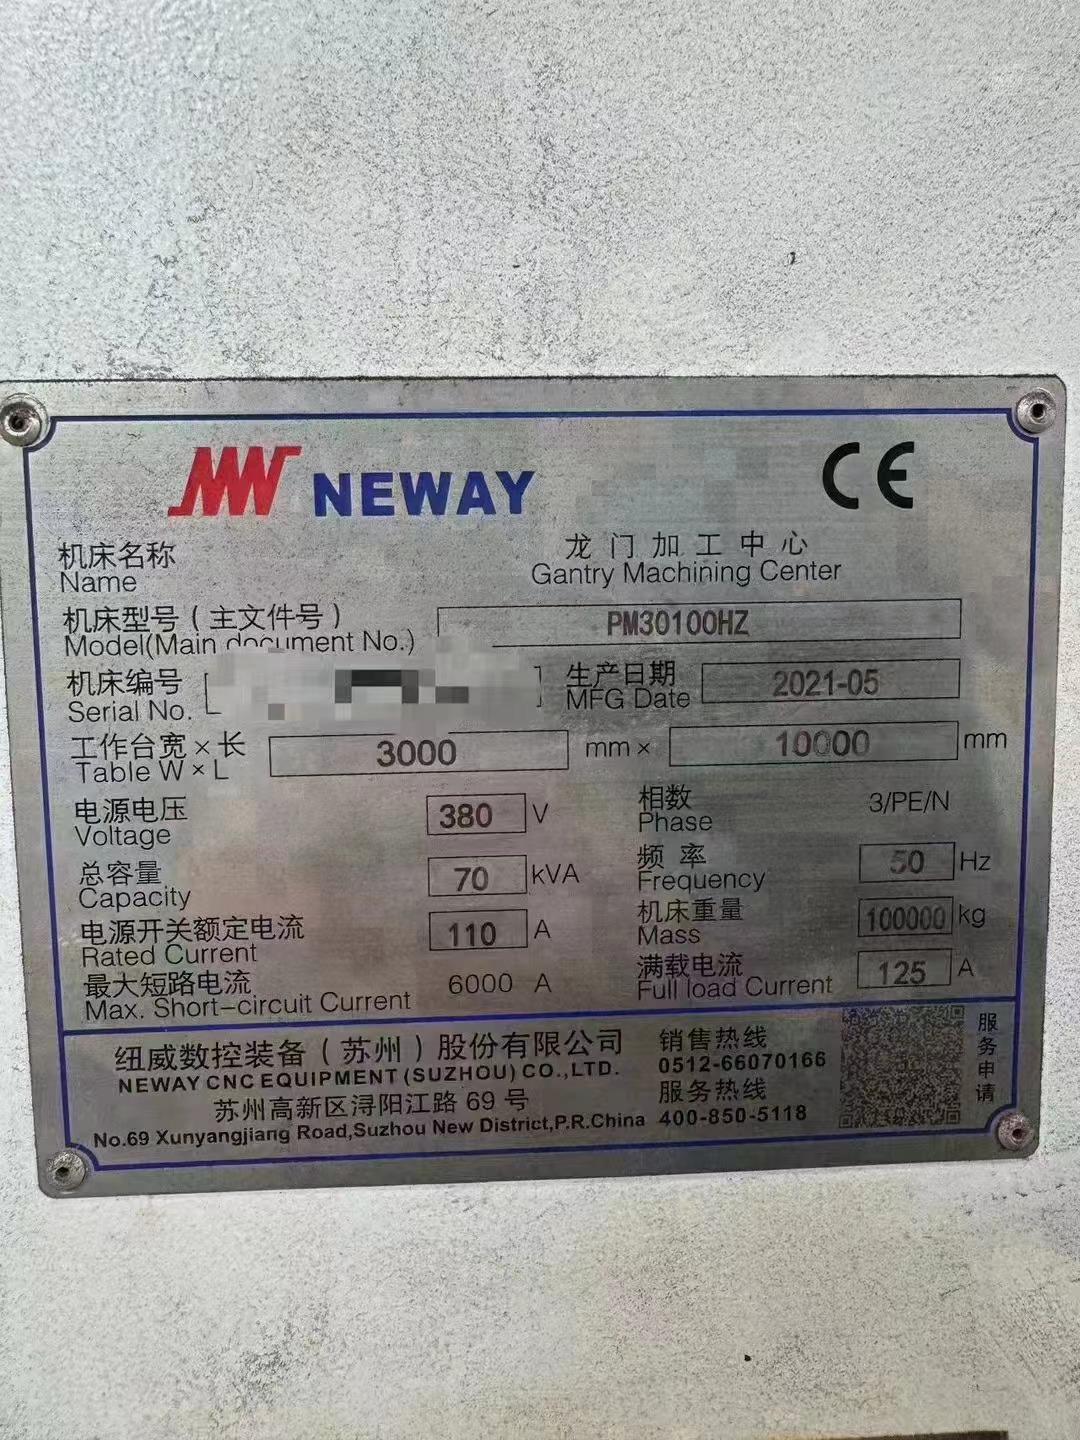 NEWAY
CE
机床名称 龙门加工中心
Name Gantry Machining Center
机床型号(主文件号) PM30100HZ
Model(Main document No.)
机床编号 生产日期 2021-05
Serial No. MFG Date
工作台宽×长 3000 mm× 10000 mm
Table W×L
电源电压 380 V 相数 3/PE/N
Voltage Phase
总容量 70 kVA 频率 50 Hz
Capacity Frequency
电源开关额定电流 110 A 机床重量 100000 kg
Rated Current Mass
最大短路电流 6000 A 满载电流 125 A
Max. Short-circuit Current Full load Current
纽威数控装备(苏州)股份有限公司 销售热线
NEWAY CNC EQUIPMENT(SUZHOU)CO.,LTD. 0512-66070166
苏州高新区浔阳江路 69 号 服务热线
No.69 Xunyangjiang Road,Suzhou New District,P.R.China 400-850-5118
服务申请